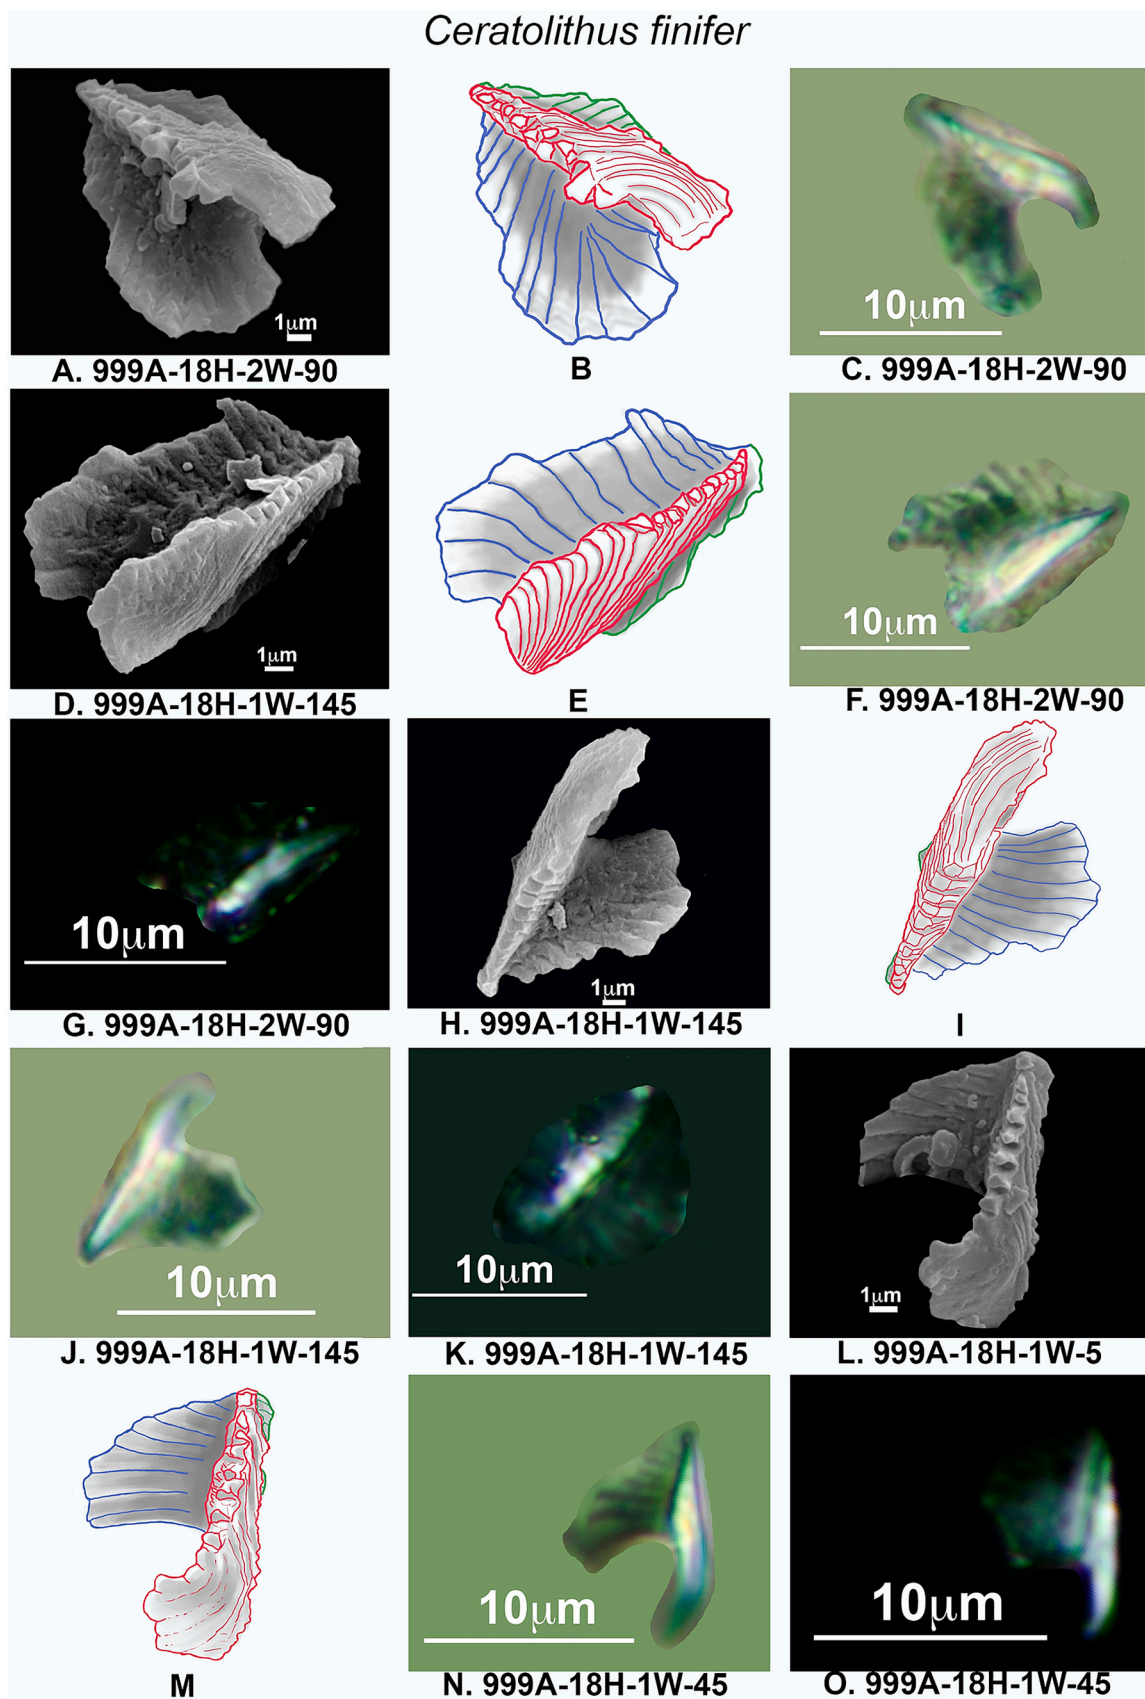 Ceratolithus finifer
1µm
10µm
A. 999A-18H-2W-90
B
C. 999A-18H-2W-90
1µm
10µm
D. 999A-18H-1W-145
E
F. 999A-18H-2W-90
10µm
1µm
G. 999A-18H-2W-90
H. 999A-18H-1W-145
I
10µm
10µm
1µm
J. 999A-18H-1W-145
K. 999A-18H-1W-145
L. 999A-18H-1W-5
10µm
10µm
M
N. 999A-18H-1W-45
O. 999A-18H-1W-45